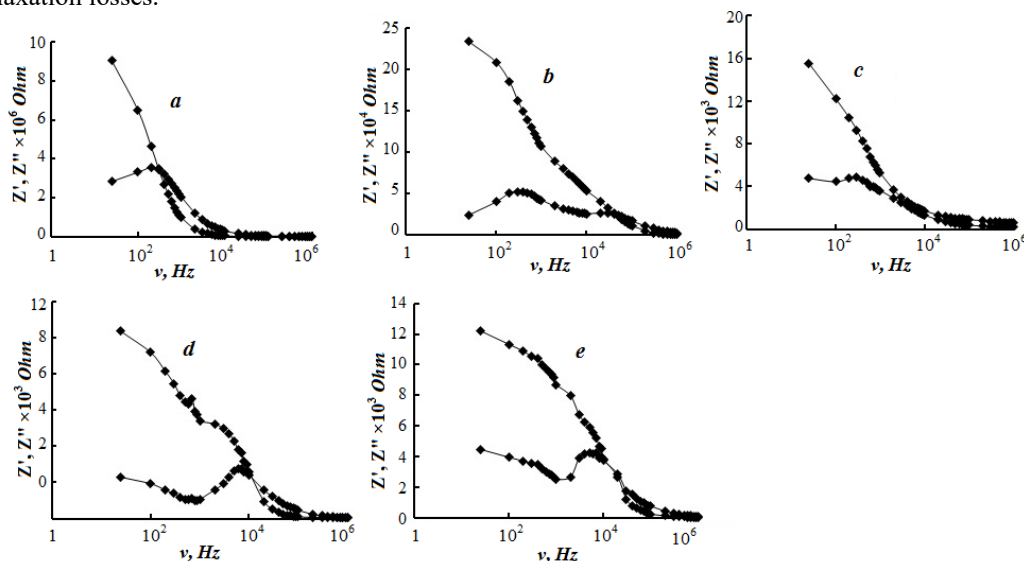 laxation losses.
a
Z', Z'' ×10⁶ Ohm
10
8
6
4
2
0
1 10² 10⁴ 10⁶
ν, Hz
b
Z', Z'' ×10⁴ Ohm
25
20
15
10
5
0
1 10² 10⁴ 10⁶
ν, Hz
c
Z', Z'' ×10³ Ohm
20
16
12
8
4
0
1 10² 10⁴ 10⁶
ν, Hz
d
Z', Z'' ×10³ Ohm
12
8
6
4
2
0
1 10² 10⁴ 10⁶
ν, Hz
e
Z', Z'' ×10³ Ohm
14
12
10
8
6
4
2
0
1 10² 10⁴ 10⁶
ν, Hz